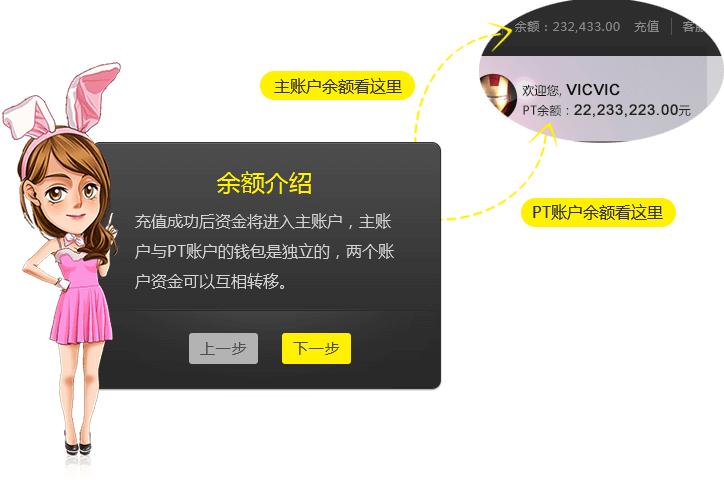 余额：232,433.00 充值 客服
主账户余额看这里
欢迎您, VICVIC
PT余额：22,233,223.00元
余额介绍
充值成功后资金将进入主账户，主账
户与PT账户的钱包是独立的，两个账
户资金可以互相转移。
PT账户余额看这里
上一步 下一步